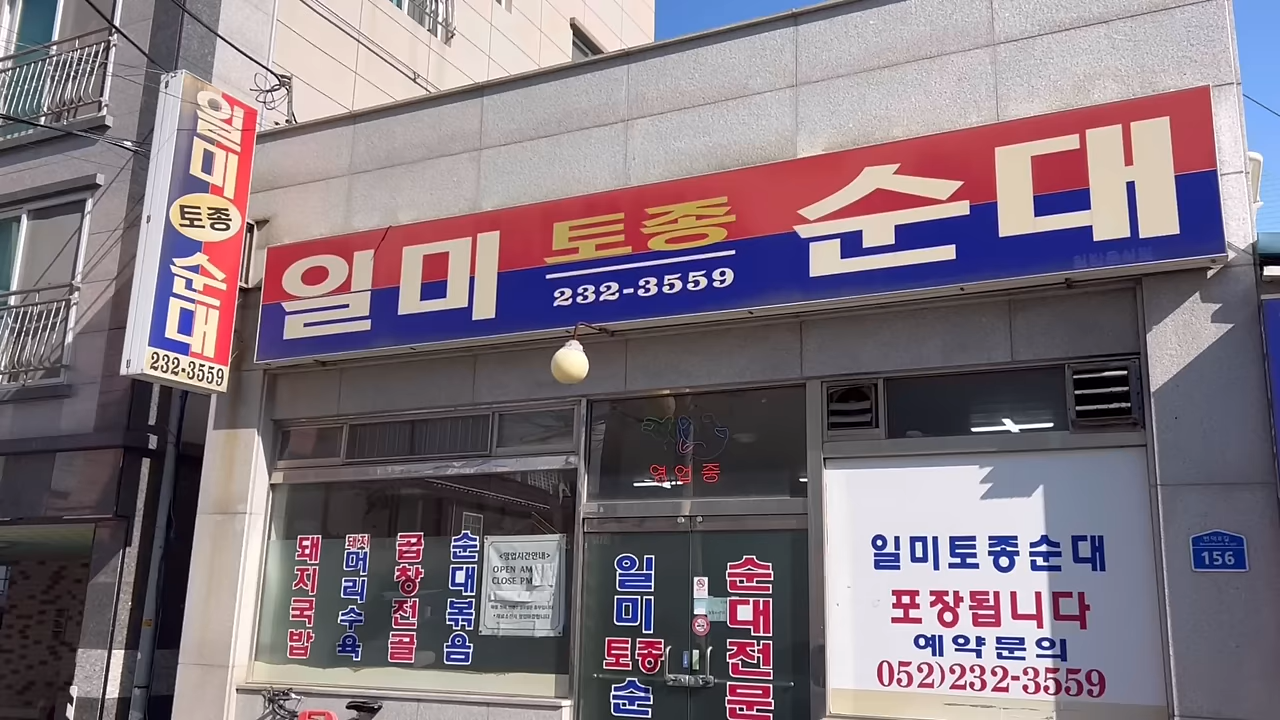 일미
토종
순대
232-3559
일미 토종 순대
232-3559
영업중
돼지국밥
돼지머리수육
곱창전골
순대볶음
<영업시간안내>
OPEN AM
CLOSE PM
일미
토종
순
순대전문
일미토종순대
포장됩니다
예약문의
052)232-3559
156